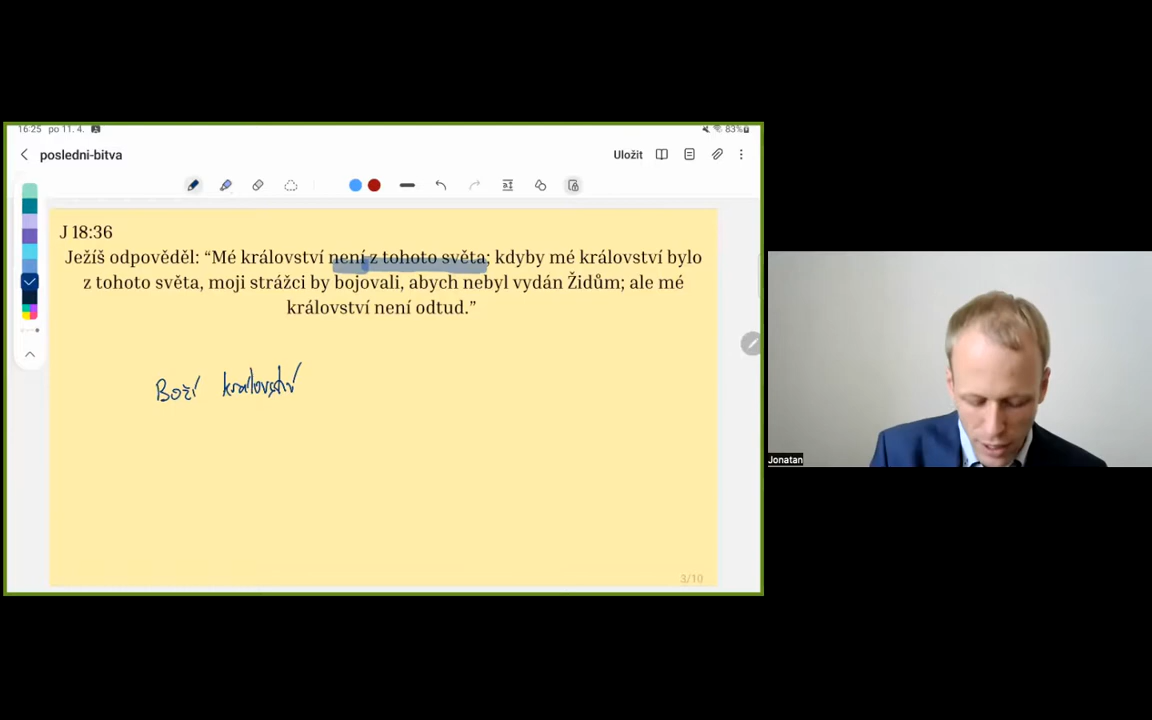 16:25 po 11. 4.
83%
posledni-bitva
Uložit
J 18:36
Ježíš odpověděl: “Mé království není z tohoto světa; kdyby mé království bylo
z tohoto světa, moji strážci by bojovali, abych nebyl vydán Židům; ale mé
království není odtud.”
Boží království
3/10
Jonatan